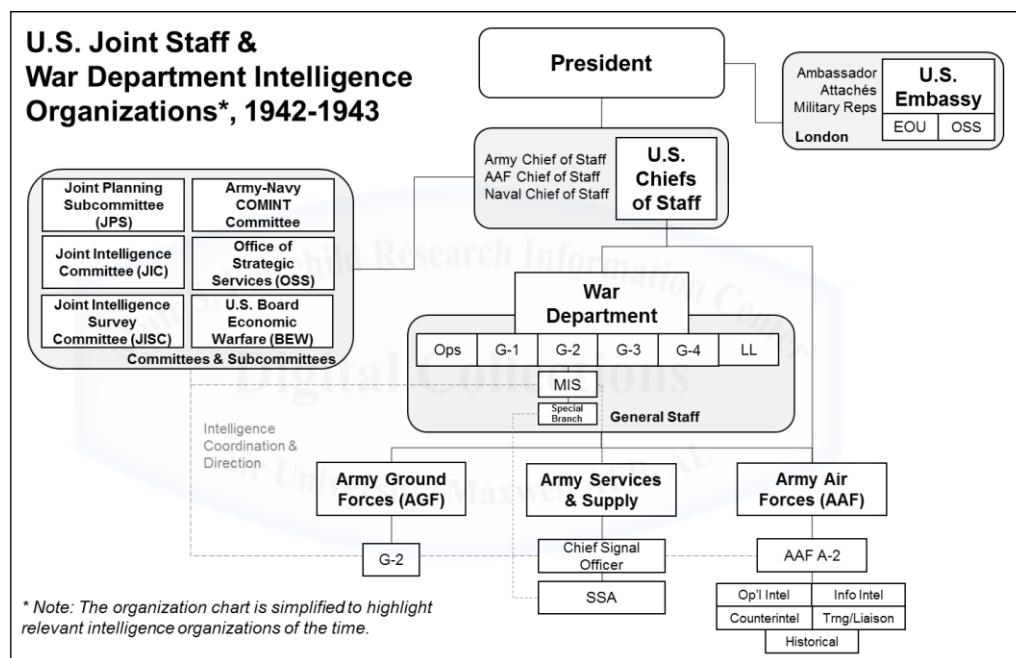 U.S. Joint Staff &
War Department Intelligence
Organizations*, 1942-1943
President
Ambassador
Attachés
Military Reps
London
U.S.
Embassy
EOU
OSS
Army Chief of Staff
AAF Chief of Staff
Naval Chief of Staff
U.S.
Chiefs
of Staff
Joint Planning
Subcommittee
(JPS)
Army-Navy
COMINT
Committee
Joint Intelligence
Committee (JIC)
Office of
Strategic
Services (OSS)
Joint Intelligence
Survey
Committee (JISC)
U.S. Board
Economic
Warfare (BEW)
Committees & Subcommittees
War
Department
Ops
G-1
G-2
G-3
G-4
LL
MIS
Special
Branch
General Staff
Intelligence
Coordination &
Direction
Army Ground
Forces (AGF)
Army Services
& Supply
Army Air
Forces (AAF)
G-2
Chief Signal
Officer
AAF A-2
SSA
Op'l Intel
Info Intel
Counterintel
Trng/Liaison
Historical
* Note: The organization chart is simplified to highlight
relevant intelligence organizations of the time.
Research Information Center
Digital Collections